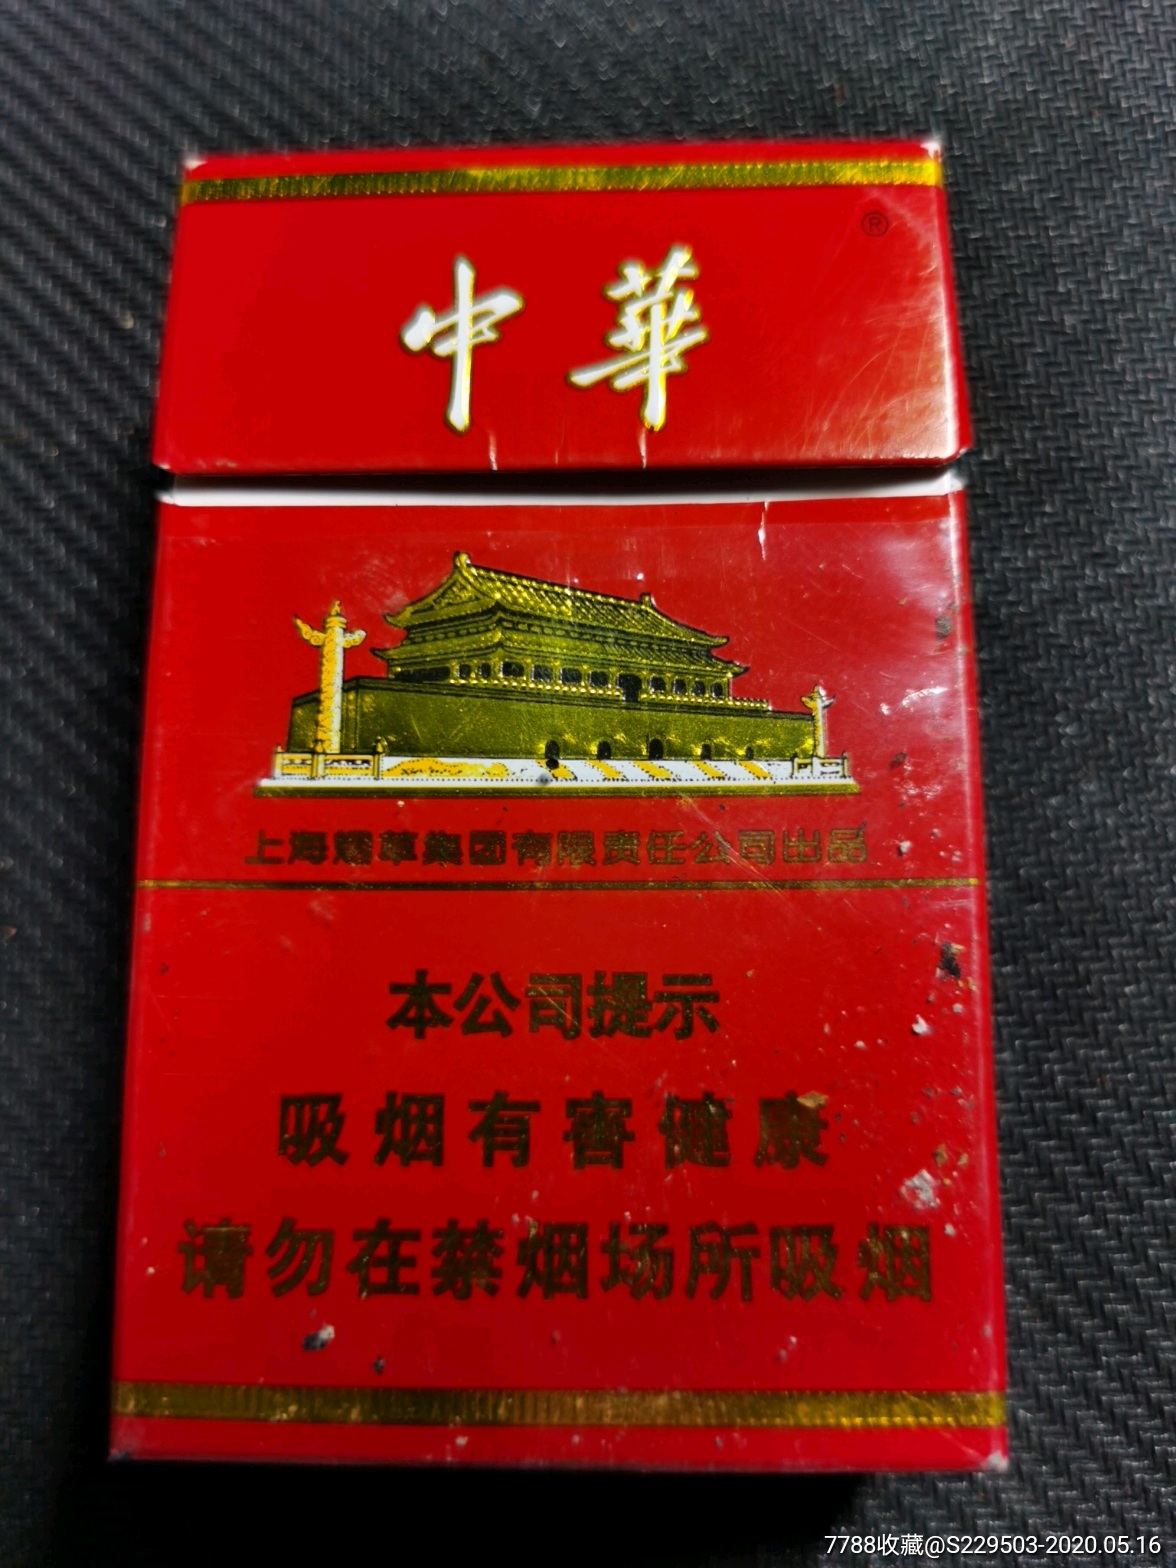 ®
中華
上海烟草集团有限责任公司出品
本公司提示
吸烟有害健康
请勿在禁烟场所吸烟
7788收藏@S229503-2020.05.16